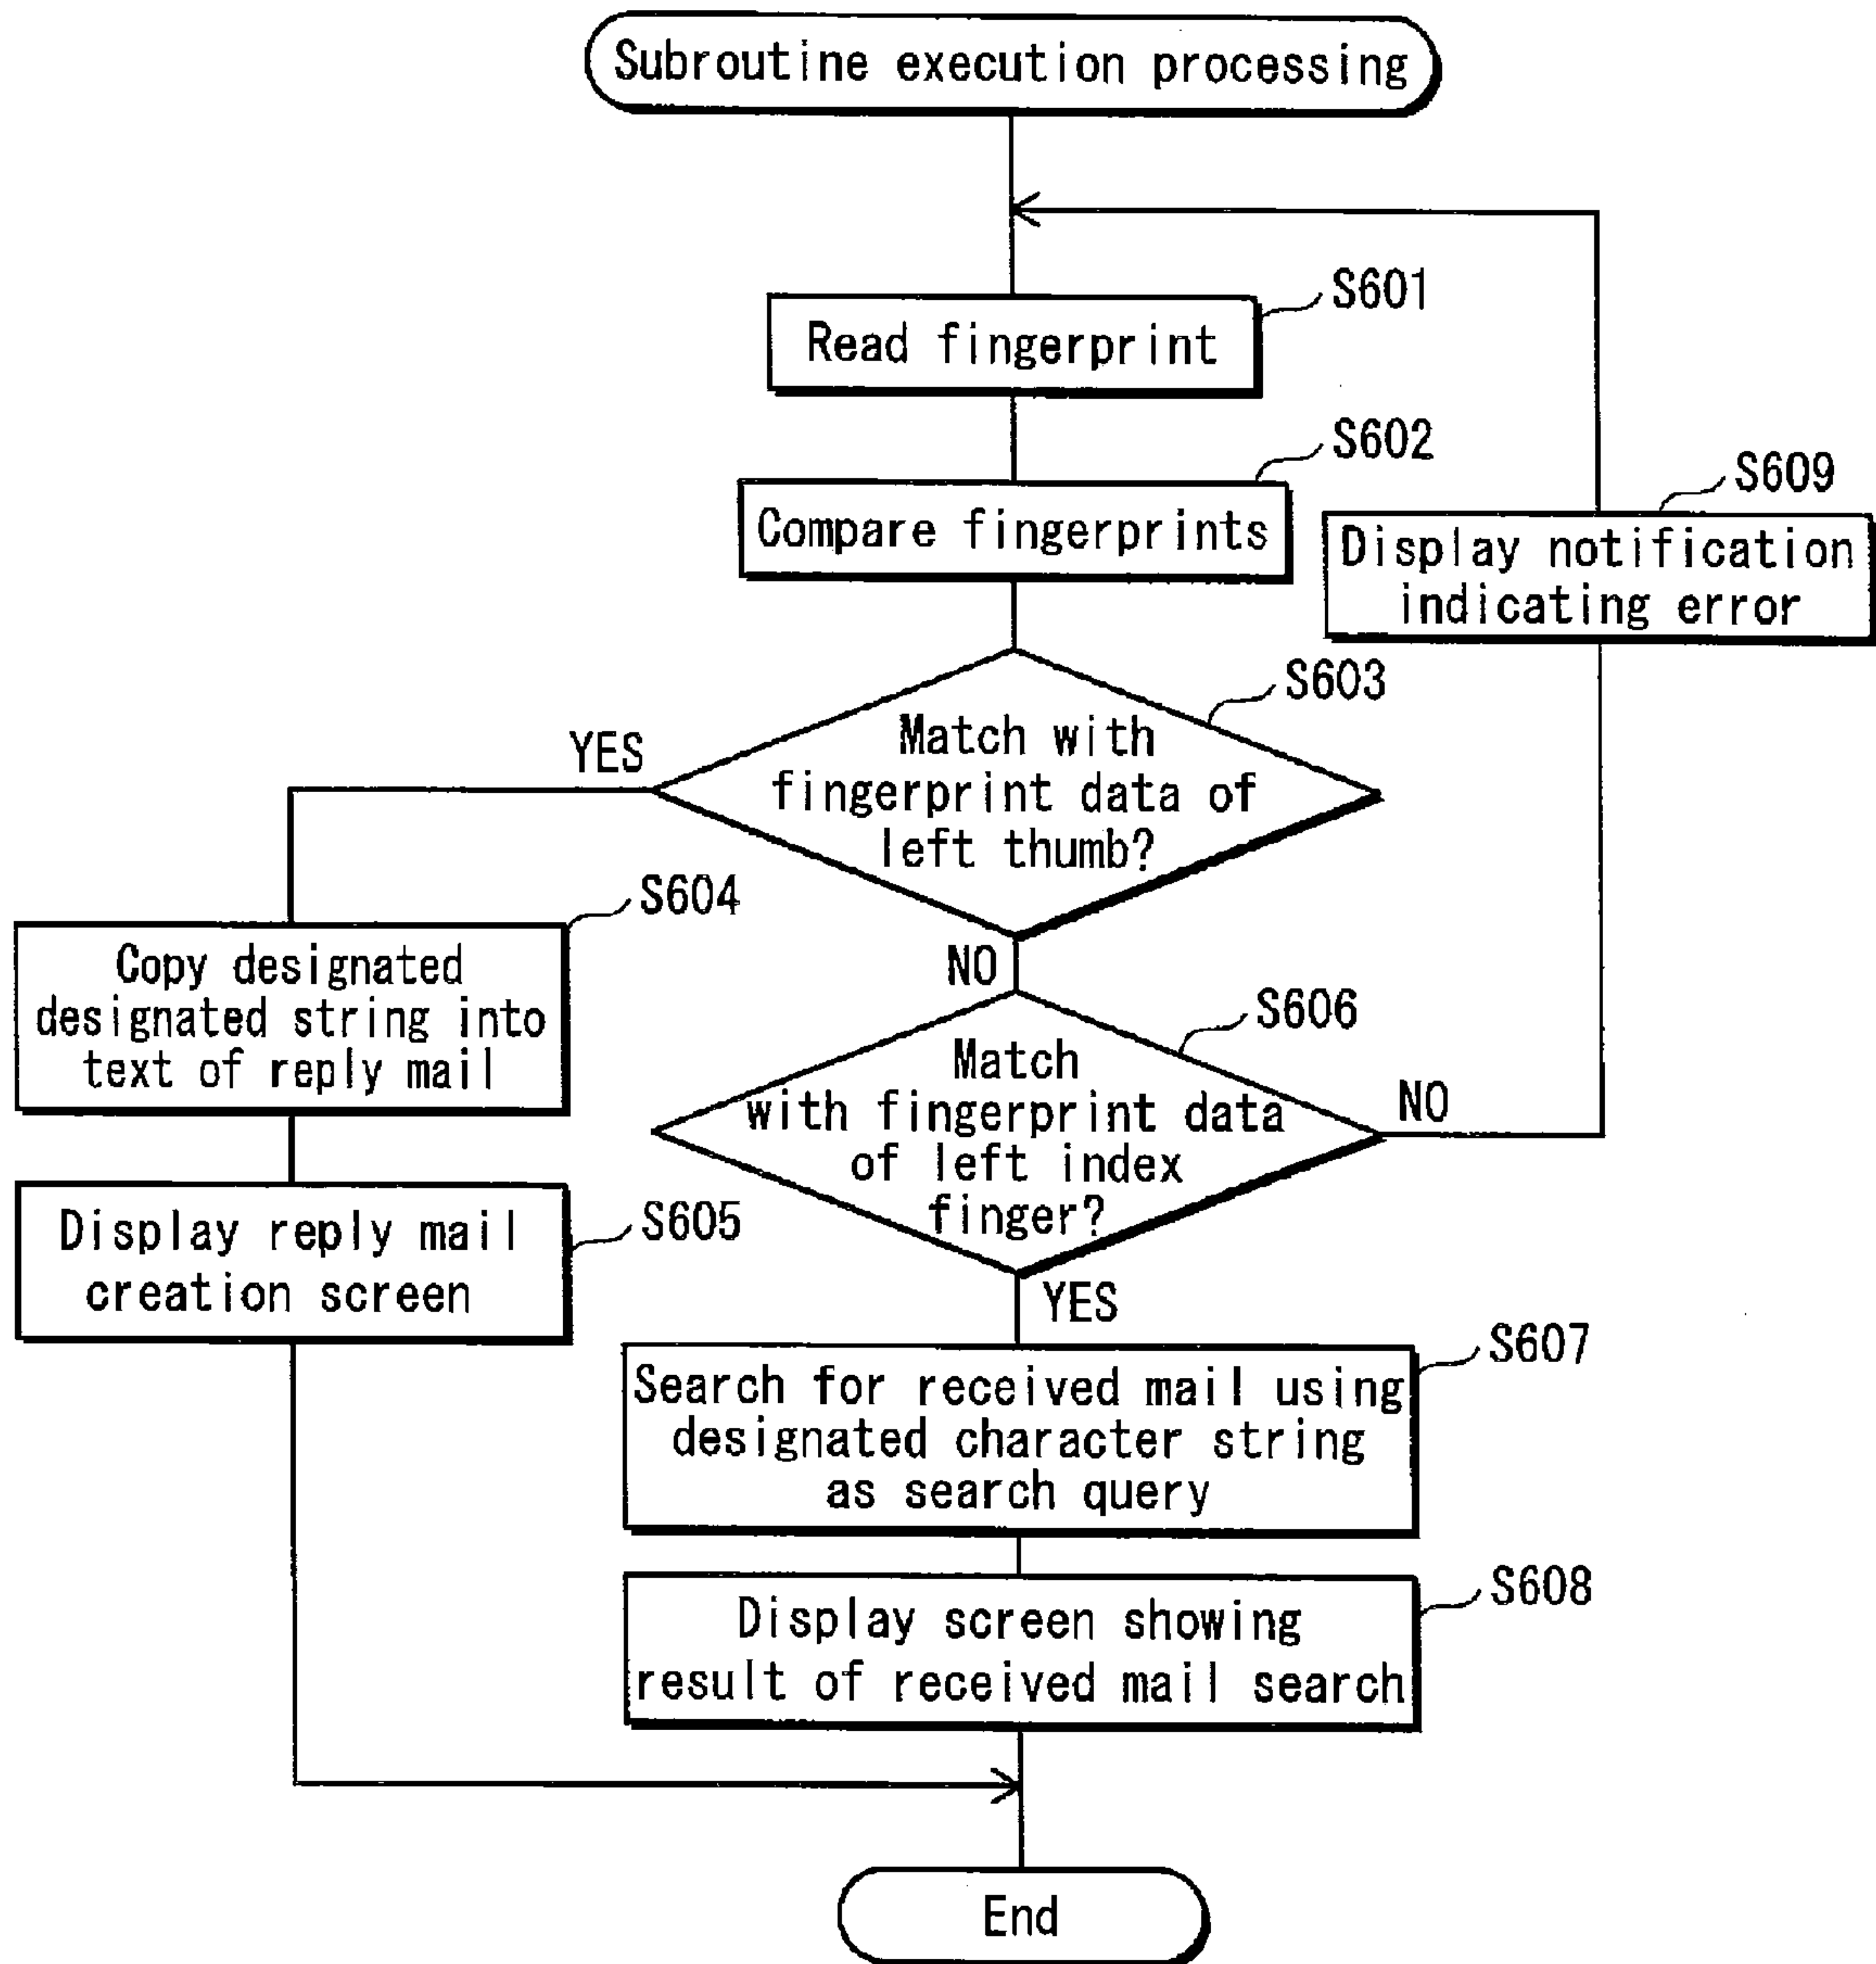 Subroutine execution processing
S601
Read fingerprint
S602
Compare fingerprints
S609
Display notification
indicating error
S603
Match with
fingerprint data of
left thumb?
YES
NO
S604
Copy designated
designated string into
text of reply mail
S605
Display reply mail
creation screen
S606
Match
with fingerprint data
of left index
finger?
NO
YES
S607
Search for received mail using
designated character string
as search query
S608
Display screen showing
result of received mail search
End